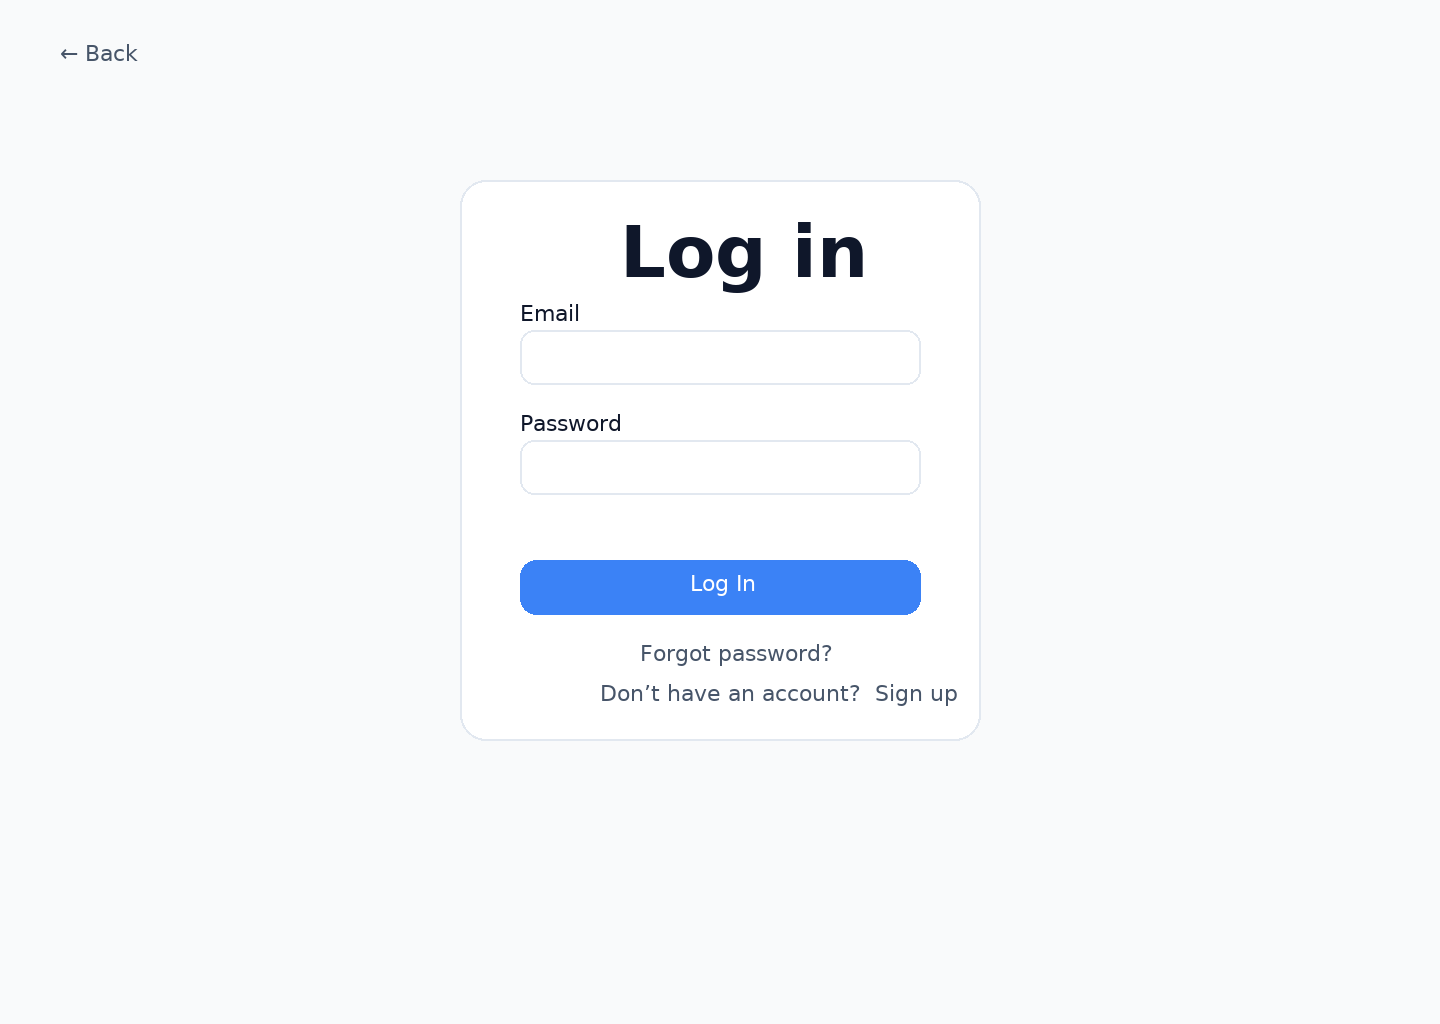 ← Back
Log in
Email
Password
Log In
Forgot password?
Don’t have an account? Sign up